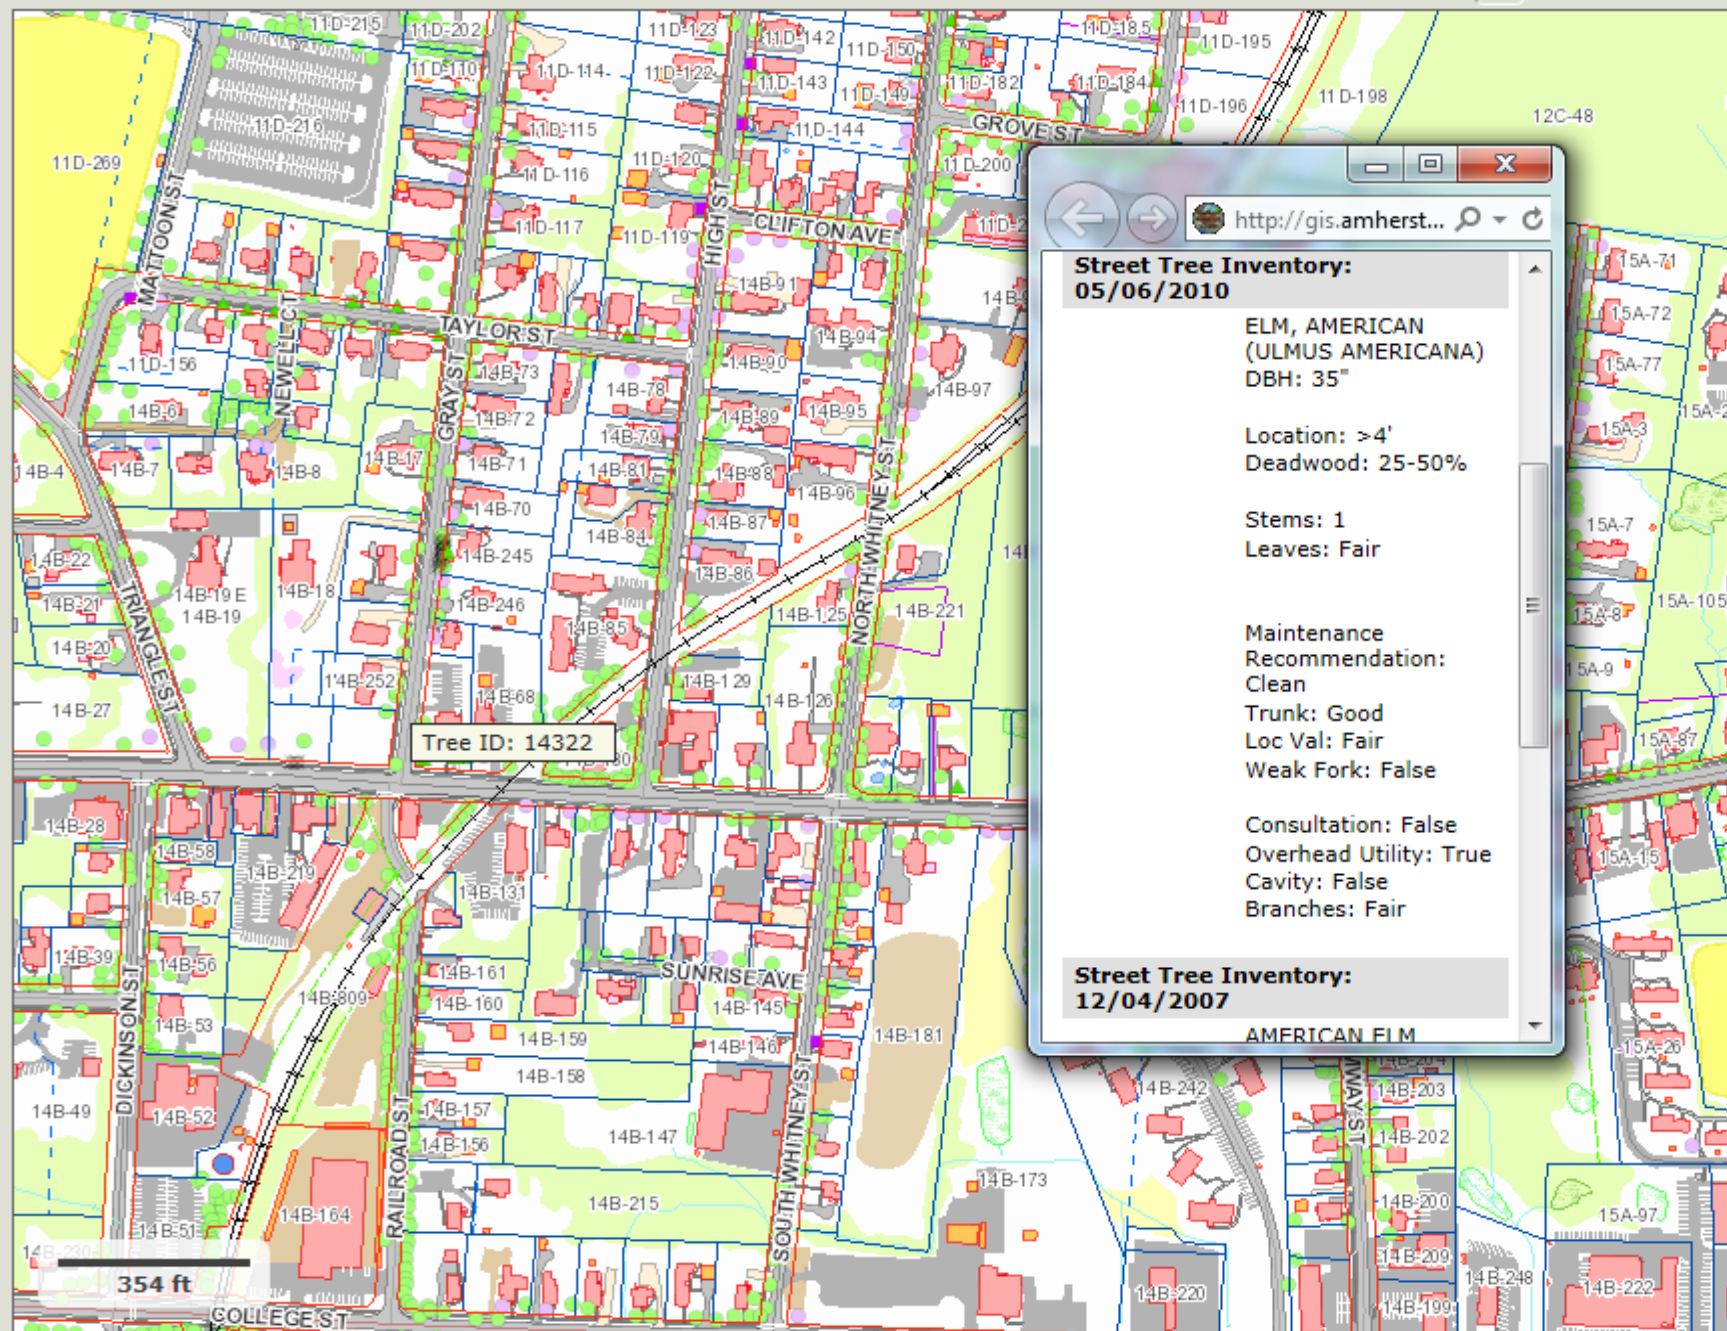 11D-215
11D-202
11D-123
11D-142
11D-150
11D-185
11D-195
11D-110
11D-114
11D-122
11D-143
11D-149
11D-182
11D-184
11D-196
11D-198
12C-48
11D-216
11D-115
11D-144
GROVE ST
11D-269
11D-120
11D-116
11D-200
MATTOON ST
11D-117
11D-119
HIGH ST
CLIFTON AVE
http://gis.amherst...
Street Tree Inventory:
05/06/2010
ELM, AMERICAN
(ULMUS AMERICANA)
DBH: 35"
Location: >4'
Deadwood: 25-50%
Stems: 1
Leaves: Fair
Maintenance
Recommendation:
Clean
Trunk: Good
Loc Val: Fair
Weak Fork: False
Consultation: False
Overhead Utility: True
Cavity: False
Branches: Fair
Street Tree Inventory:
12/04/2007
AMERICAN ELM
15A-71
14B-91
15A-72
NEWELL CT
TAYLOR ST
14B-94
11D-156
GRAY ST
14B-73
14B-90
15A-77
14B-78
14B-97
14B-6
14B-72
14B-89
14B-95
15A-3
14B-79
14B-4
14B-7
14B-8
14B-17
14B-71
14B-81
14B-88
14B-96
NORTH WHITNEY ST
14B-70
14B-87
15A-7
14B-84
14B-22
14B-245
14B-86
14B-19 E
14B-18
14B-21
14B-19
14B-246
14B-125
14B-221
15A-8
15A-105
TRIANGLE ST
14B-85
14B-20
14B-252
14B-68
14B-129
14B-126
15A-9
14B-27
Tree ID: 14322
15A-87
14B-28
14B-58
14B-219
14B-57
14B-131
15A-15
14B-39
14B-56
14B-161
SUNRISE AVE
DICKINSON ST
14B-809
14B-160
14B-145
14B-53
14B-159
14B-146
14B-181
15A-26
14B-158
SOUTH WHITNEY ST
14B-242
14B-204
14B-203
14B-49
14B-52
14B-157
RAILROAD ST
14B-156
14B-147
14B-202
14B-173
14B-215
14B-164
14B-51
14B-200
15A-97
14B-230
354 ft
14B-209
14B-248
14B-220
14B-222
14B-199
COLLEGE ST